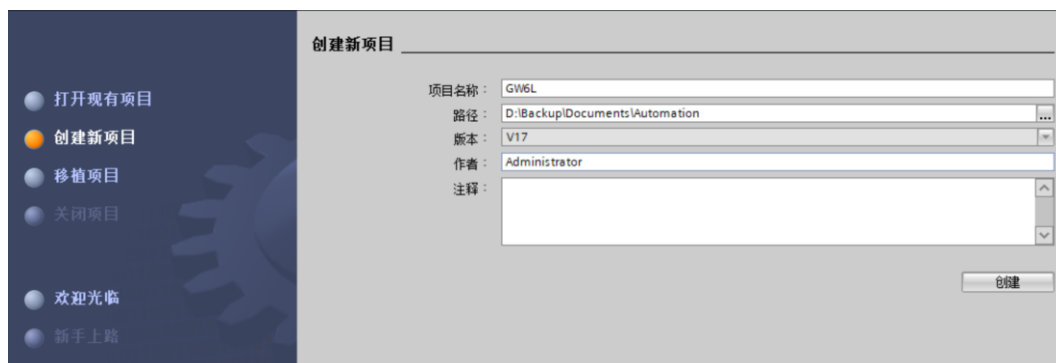 创建新项目
打开现有项目
创建新项目
移植项目
关闭项目
欢迎光临
新手上路
项目名称： GW6L
路径： D:\Backup\Documents\Automation
...
版本： V17
作者： Administrator
注释：
创建